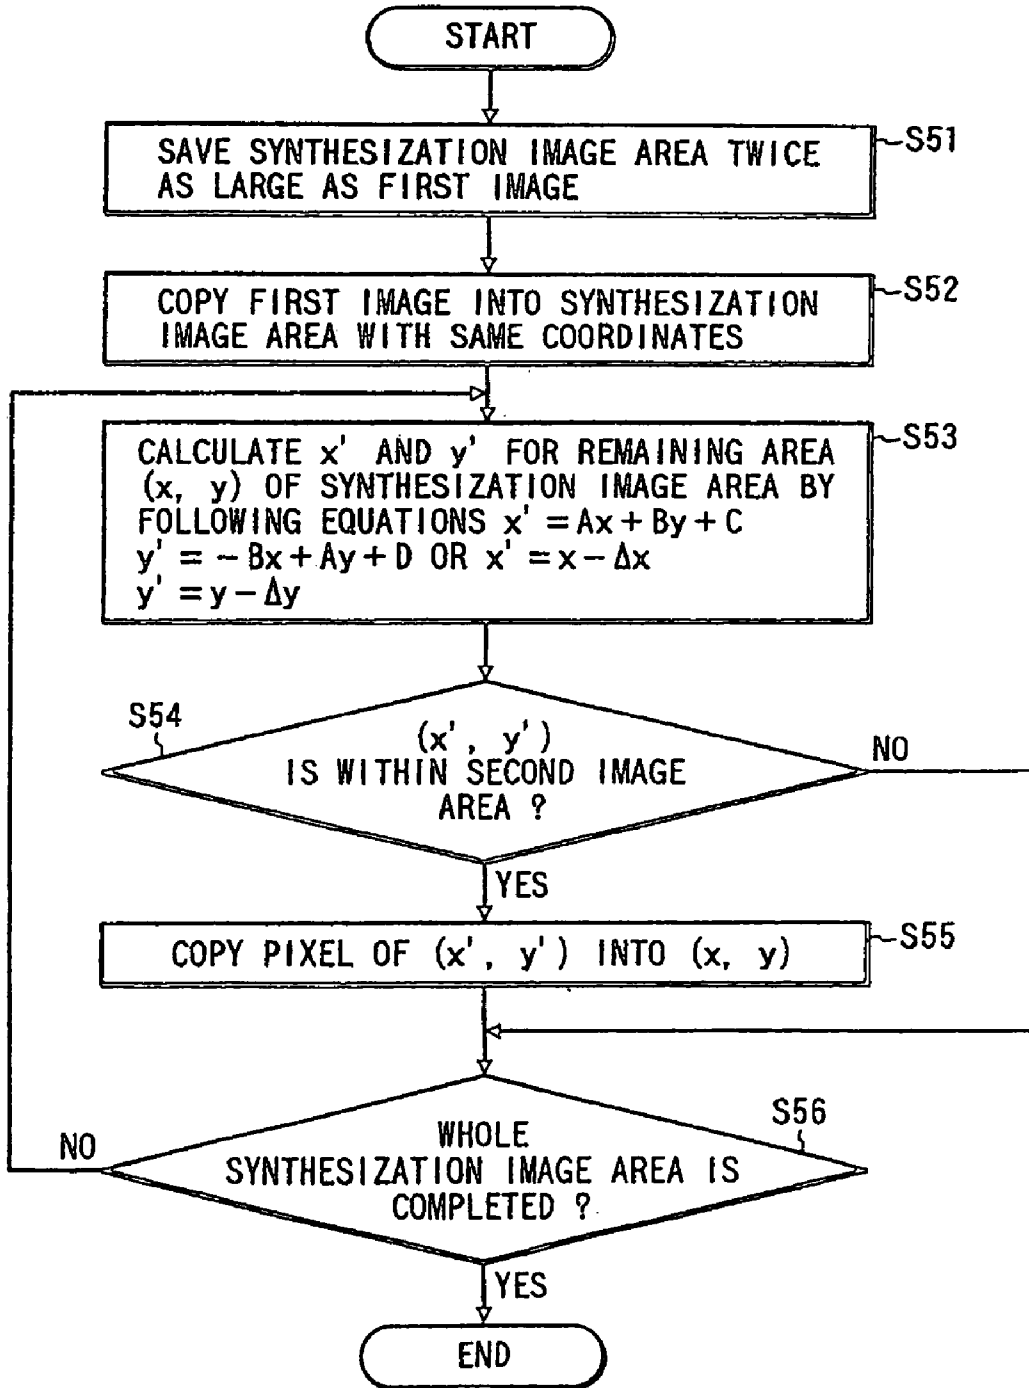 START
SAVE SYNTHESIZATION IMAGE AREA TWICE
AS LARGE AS FIRST IMAGE
S51
COPY FIRST IMAGE INTO SYNTHESIZATION
IMAGE AREA WITH SAME COORDINATES
S52
CALCULATE x' AND y' FOR REMAINING AREA
(x, y) OF SYNTHESIZATION IMAGE AREA BY
FOLLOWING EQUATIONS x' = Ax + By + C
y' = − Bx + Ay + D OR x' = x − Δx
y' = y − Δy
S53
S54
(x', y')
IS WITHIN SECOND IMAGE
AREA ?
NO
YES
COPY PIXEL OF (x', y') INTO (x, y)
S55
S56
WHOLE
SYNTHESIZATION IMAGE AREA IS
COMPLETED ?
NO
YES
END